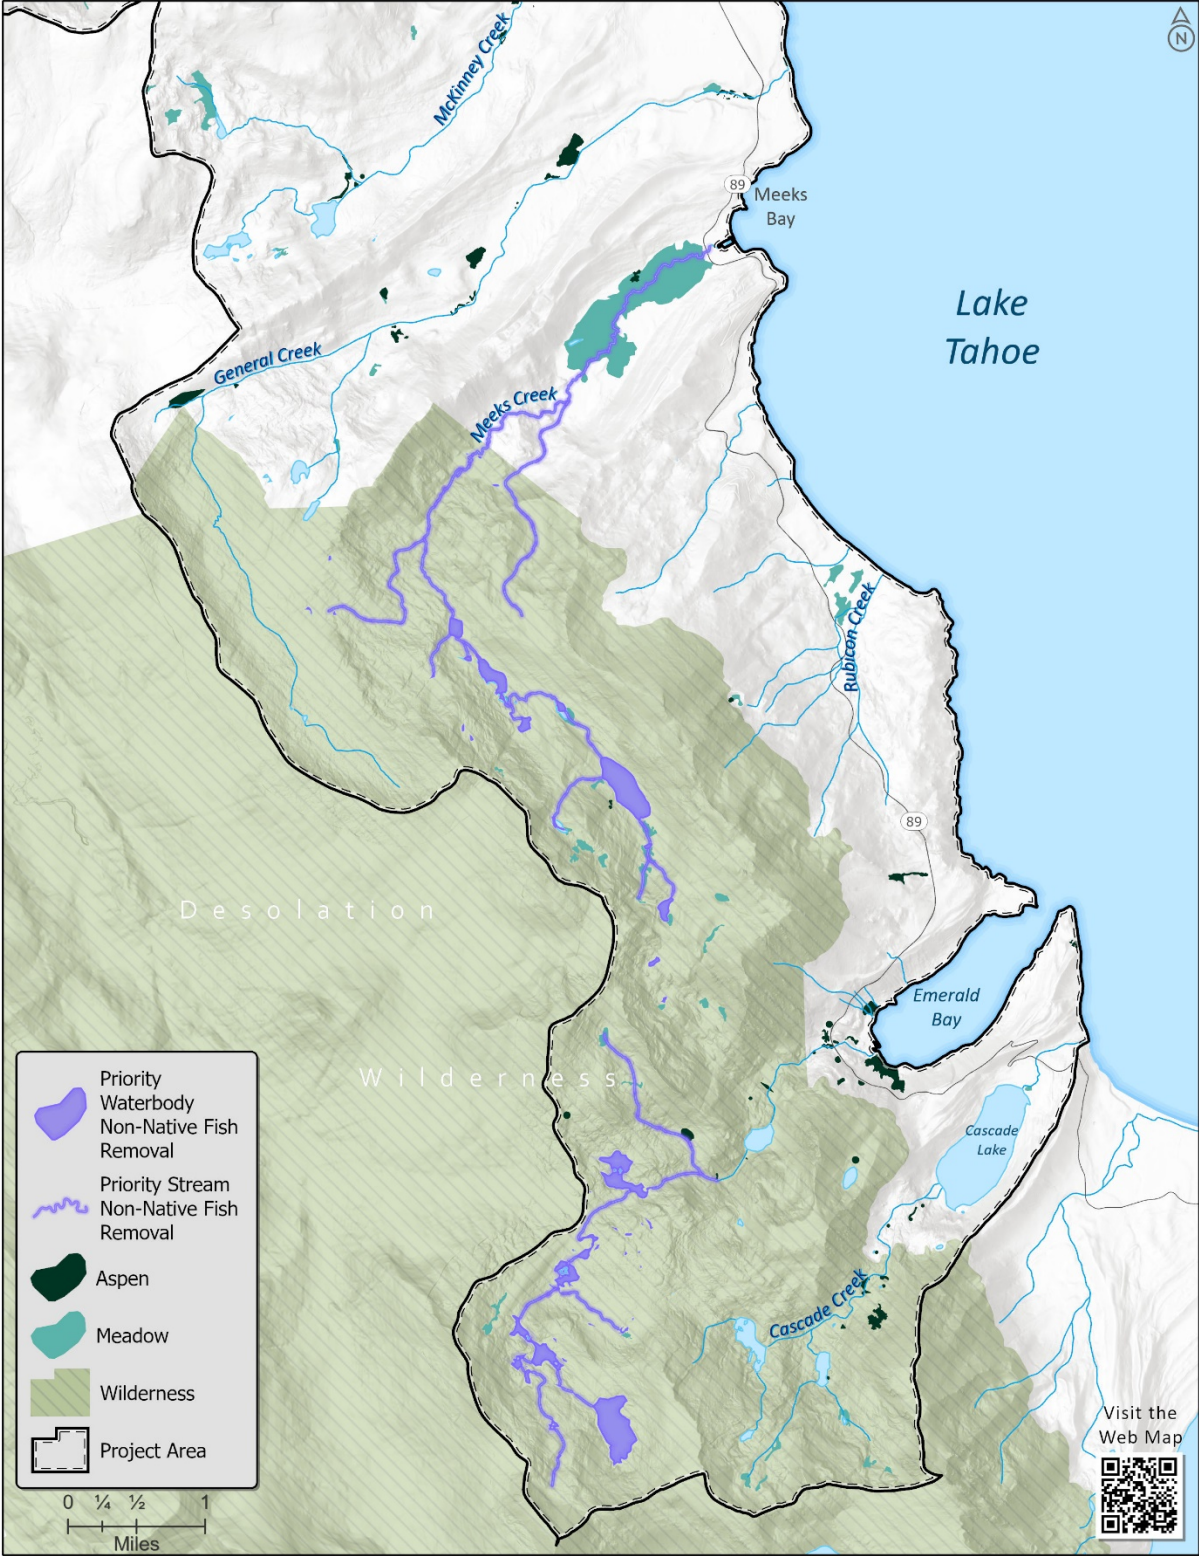 N
McKinney Creek
89
Meeks
Bay
Lake
Tahoe
General Creek
Meeks Creek
Rubicon Creek
89
Desolation
Emerald
Bay
Wilderness
Cascade
Lake
Cascade Creek
Priority
Waterbody
Non-Native Fish
Removal
Priority Stream
Non-Native Fish
Removal
Aspen
Meadow
Wilderness
Project Area
0 ¼ ½ 1
Miles
Visit the
Web Map